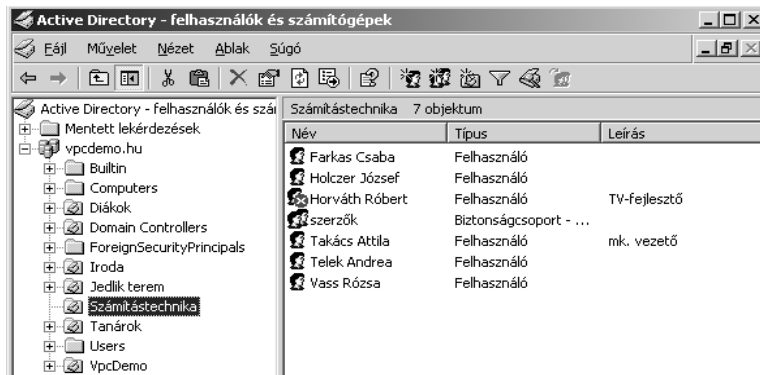 Active Directory - felhasználók és számítógépek
Fájl Művelet Nézet Ablak Súgó
Active Directory - felhasználók és szá
Mentett lekérdezések
vpcdemo.hu
Builtin
Computers
Diákok
Domain Controllers
ForeignSecurityPrincipals
Iroda
Jedlik terem
Számítástechnika
Tanárok
Users
VpcDemo
Számítástechnika 7 objektum
Név Típus Leírás
Farkas Csaba Felhasználó
Holczer József Felhasználó
Horváth Róbert Felhasználó TV-fejlesztő
szerzők Biztonságcsoport - ...
Takács Attila Felhasználó mk. vezető
Telek Andrea Felhasználó
Vass Rózsa Felhasználó